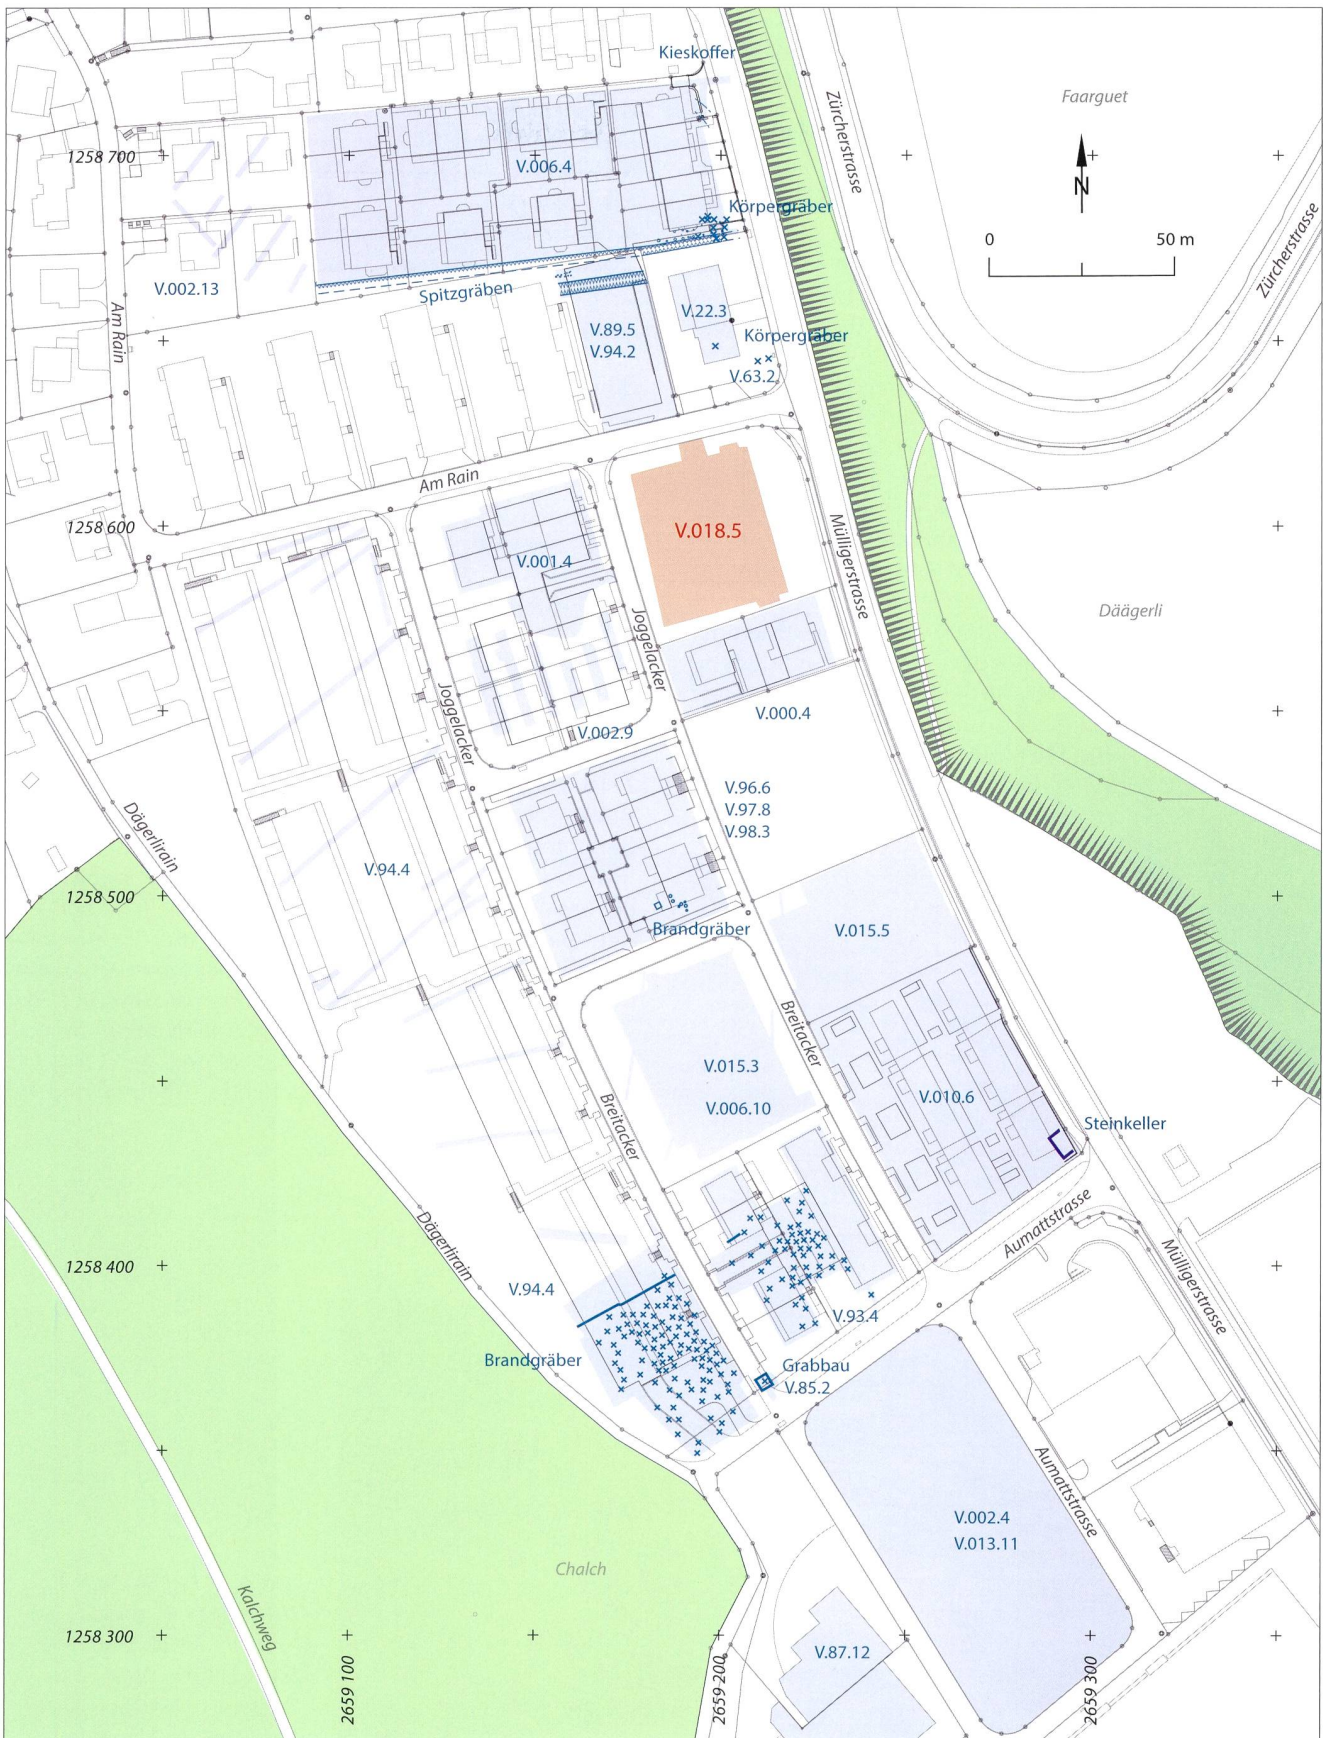 Kieskoffer
Zürcherstrasse
Faarguet
1258 700
V.006.4
N
Körpergräber
0 50 m
Zürcherstrasse
V.002.13
Spitzgräben
Am Rain
V.22.3
V.89.5
V.94.2
Körpergräber
V.63.2
Am Rain
1258 600
V.018.5
V.001.4
Mülligerstrasse
Däägerli
Joggelacker
Joggelacker
V.000.4
V.002.9
V.96.6
V.97.8
V.98.3
Dägerlirain
V.94.4
1258 500
Brandgräber
V.015.5
Breitacker
V.015.3
V.006.10
V.010.6
Steinkeller
Breitacker
Dägerlirain
Aumattstrasse
Mülligerstrasse
1258 400
V.94.4
V.93.4
Brandgräber
Grabbau
V.85.2
Aumattstrasse
V.002.4
V.013.11
Chalch
Kalchweg
1258 300
V.87.12
2659 100
2659 200
2659 300